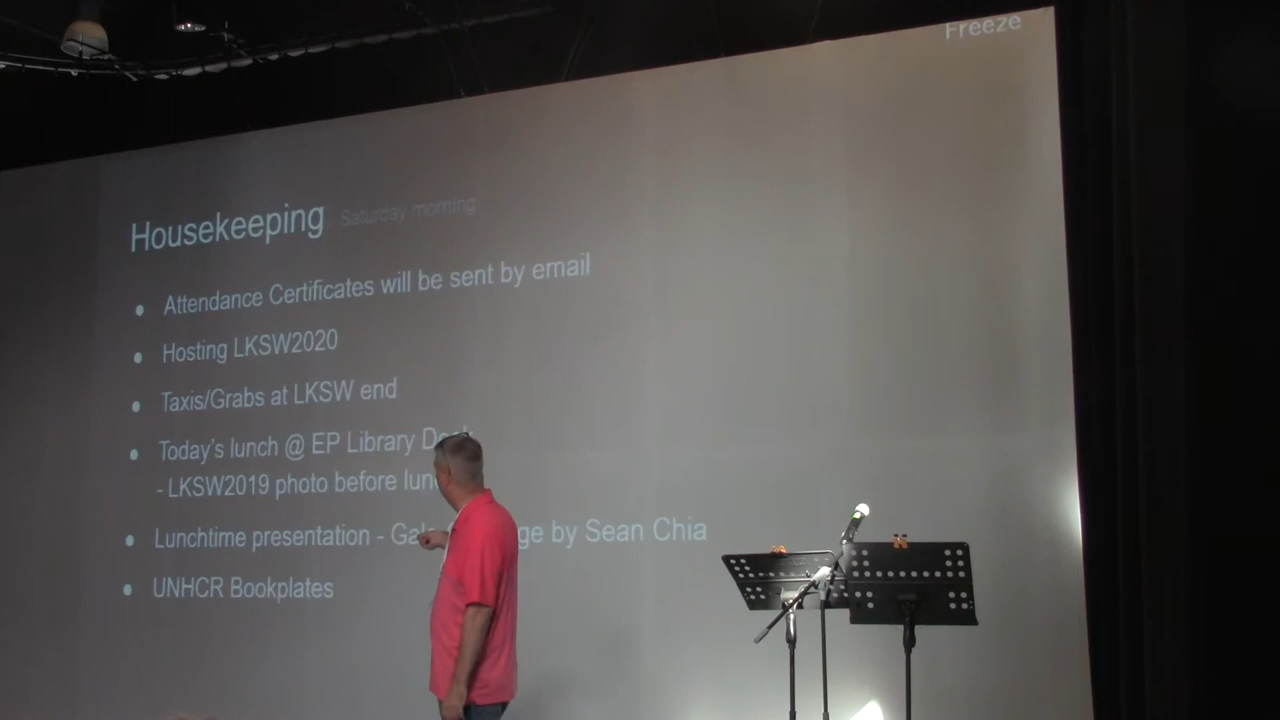 Freeze
Housekeeping Saturday morning
● Attendance Certificates will be sent by email
● Hosting LKSW2020
● Taxis/Grabs at LKSW end
● Today's lunch @ EP Library
- LKSW2019 photo before
● Lunchtime presentation - by Sean Chia
● UNHCR Bookplates